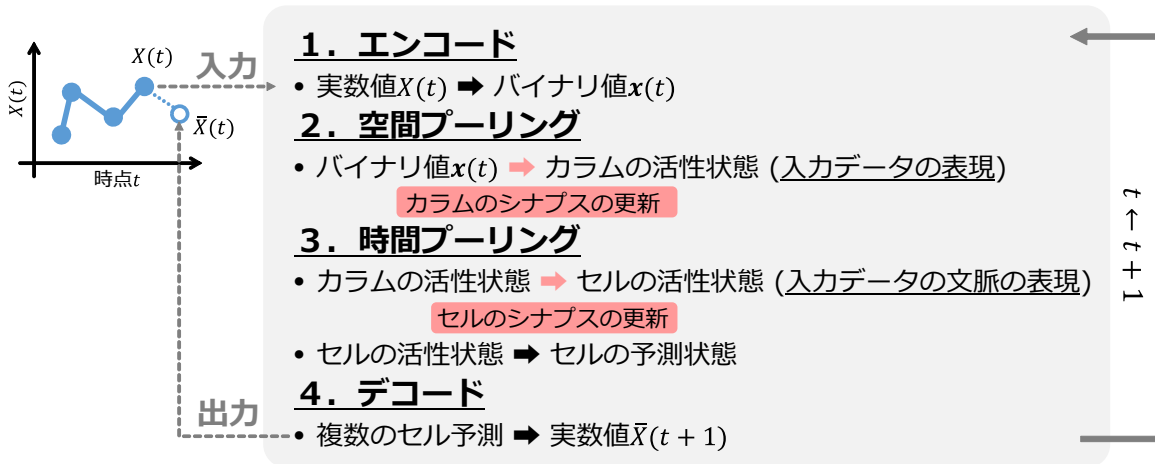 1．エンコード
• 実数値X(t) ➡ バイナリ値x(t)
2．空間プーリング
• バイナリ値x(t) ➡ カラムの活性状態 (入力データの表現)
カラムのシナプスの更新
3．時間プーリング
• カラムの活性状態 ➡ セルの活性状態 (入力データの文脈の表現)
セルのシナプスの更新
• セルの活性状態 ➡ セルの予測状態
4．デコード
• 複数のセル予測 ➡ 実数値X̄(t + 1)
入力
出力
X(t)
X(t)
X̄(t)
時点t
t ← t + 1